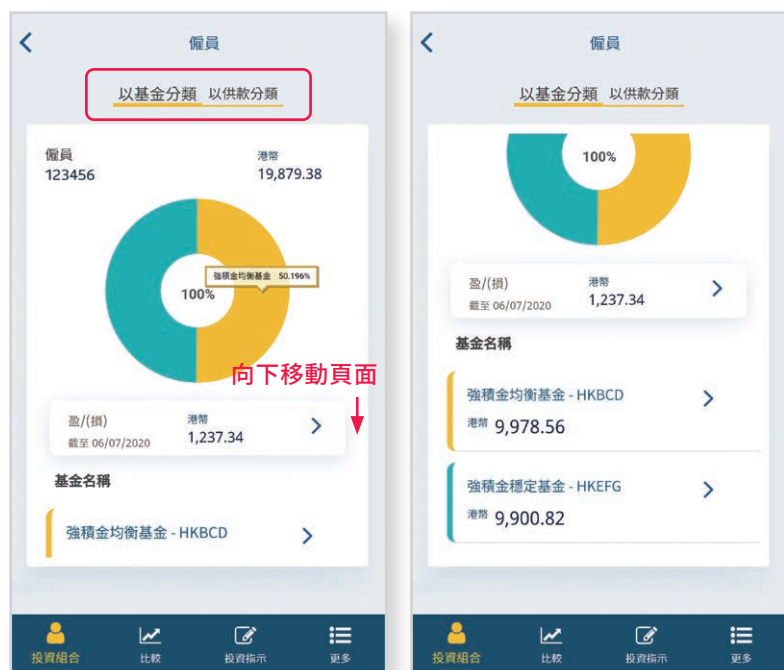 僱員
以基金分類 以供款分類
僱員 港幣
123456 19,879.38
強積金均衡基金 50.196%
100%
向下移動頁面
盈/(損) 港幣
截至 06/07/2020 1,237.34
基金名稱
強積金均衡基金 - HKBCD
投資組合 比較 投資指示 更多
僱員
以基金分類 以供款分類
100%
盈/(損) 港幣
截至 06/07/2020 1,237.34
基金名稱
強積金均衡基金 - HKBCD
港幣 9,978.56
強積金穩定基金 - HKEFG
港幣 9,900.82
投資組合 比較 投資指示 更多